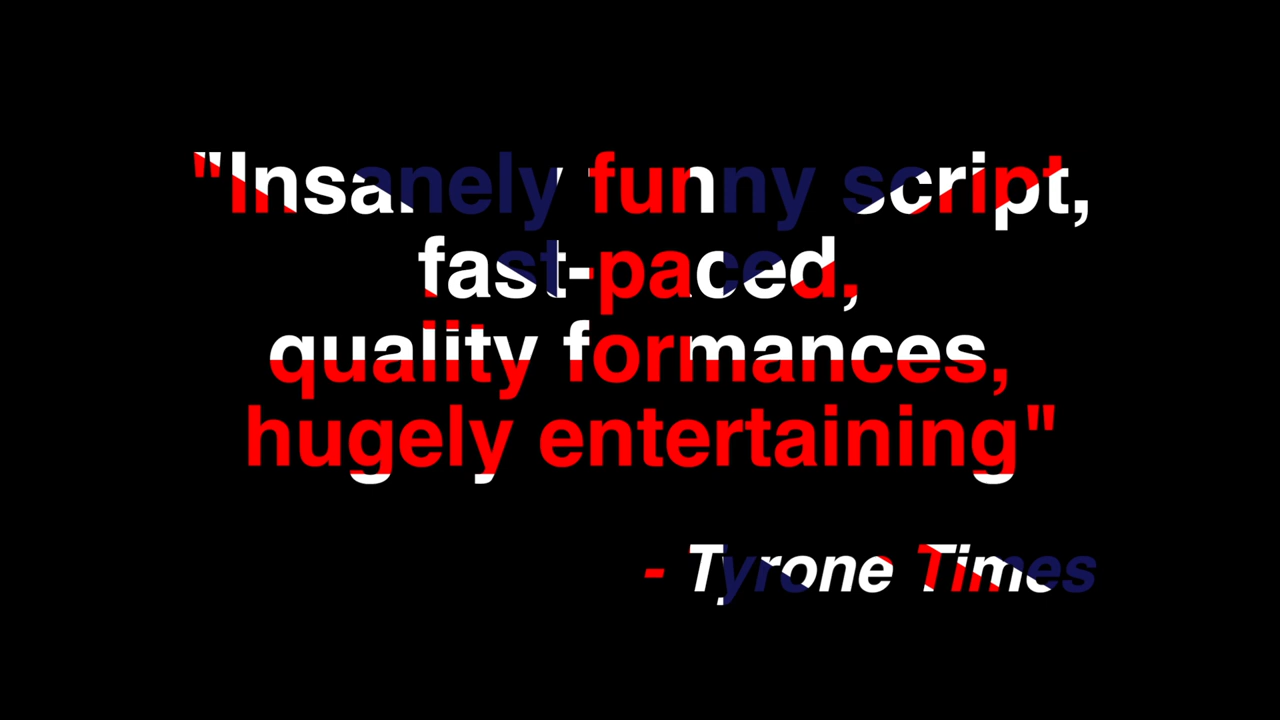 "Insanely funny script,
fast-paced,
quality formances,
hugely entertaining"
- Tyrone Times